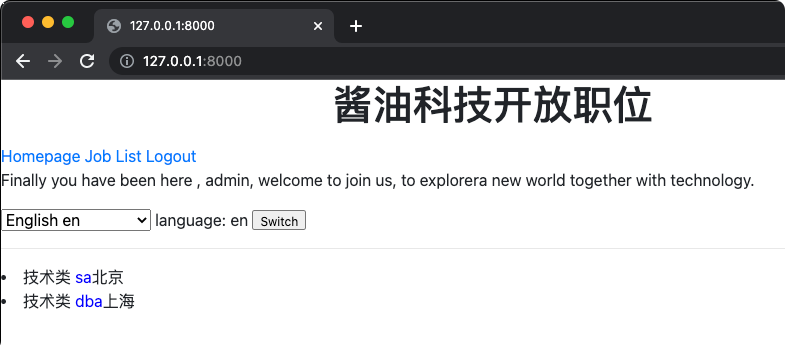 127.0.0.1:8000
127.0.0.1:8000
酱油科技开放职位
Homepage Job List Logout
Finally you have been here , admin, welcome to join us, to explorera new world together with technology.
English en language: en Switch
技术类 sa北京
技术类 dba上海